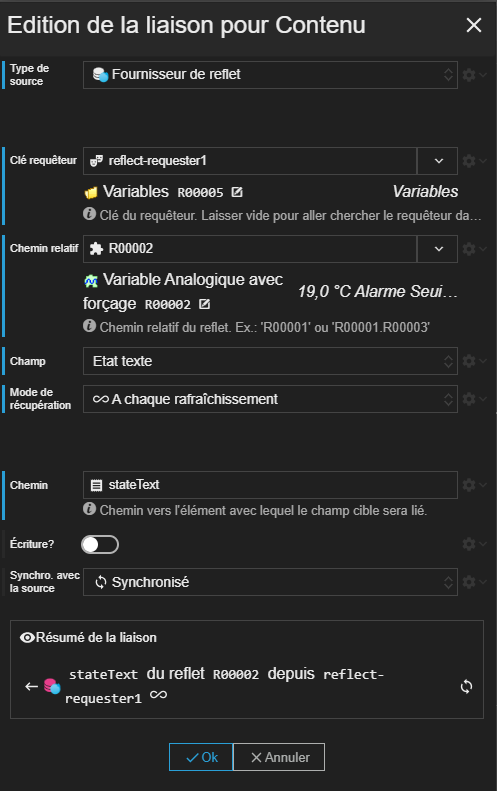 Edition de la liaison pour Contenu
Type de
source
Fournisseur de reflet
Clé requêteur
reflect-requester1
Variables R00005
Variables
Clé du requêteur. Laisser vide pour aller chercher le requêteur da…
Chemin relatif
R00002
Variable Analogique avec
forçage R00002
19,0 °C Alarme Seui…
Chemin relatif du reflet. Ex.: 'R00001' ou 'R00001.R00003'
Champ
Etat texte
Mode de
récupération
A chaque rafraîchissement
Chemin
stateText
Chemin vers l'élément avec lequel le champ cible sera lié.
Écriture?
Synchro. avec
la source
Synchronisé
Résumé de la liaison
stateText du reflet R00002 depuis reflect-
requester1
Ok
Annuler